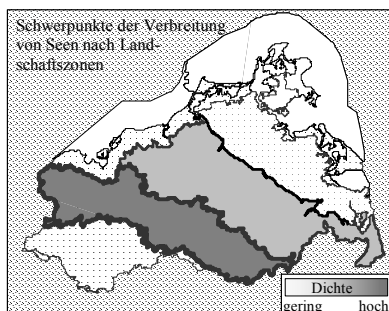 Schwerpunkte der Verbreitung
von Seen nach Land-
schaftszonen
Dichte
gering hoch